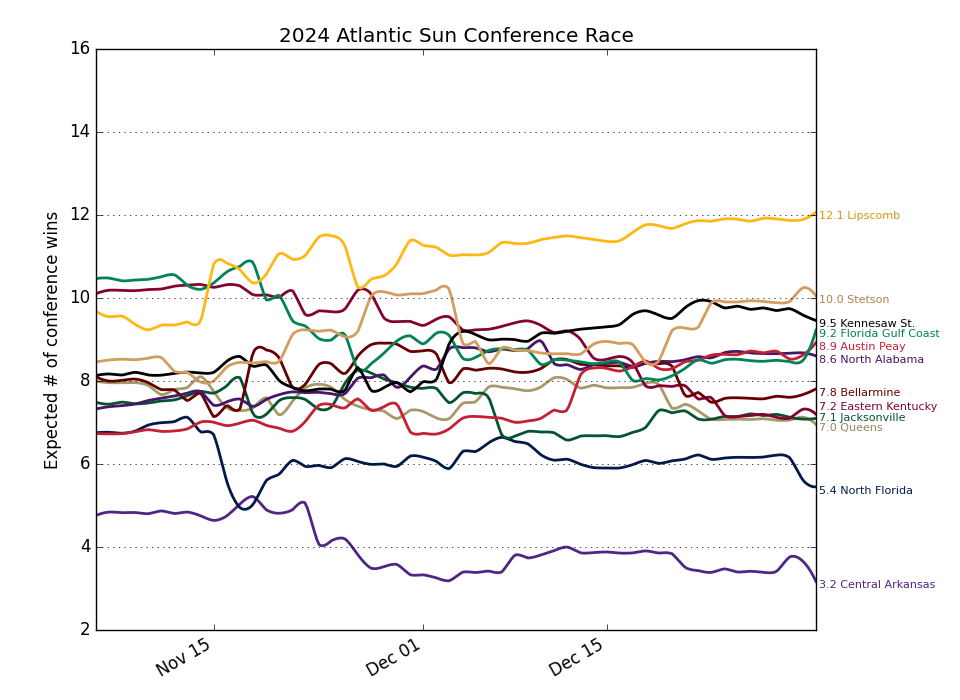 2024 Atlantic Sun Conference Race
Expected # of conference wins
16
14
12
10
8
6
4
2
Nov 15
Dec 01
Dec 15
12.1 Lipscomb
10.0 Stetson
9.5 Kennesaw St.
9.2 Florida Gulf Coast
8.9 Austin Peay
8.6 North Alabama
7.8 Bellarmine
7.2 Eastern Kentucky
7.1 Jacksonville
7.0 Queens
5.4 North Florida
3.2 Central Arkansas